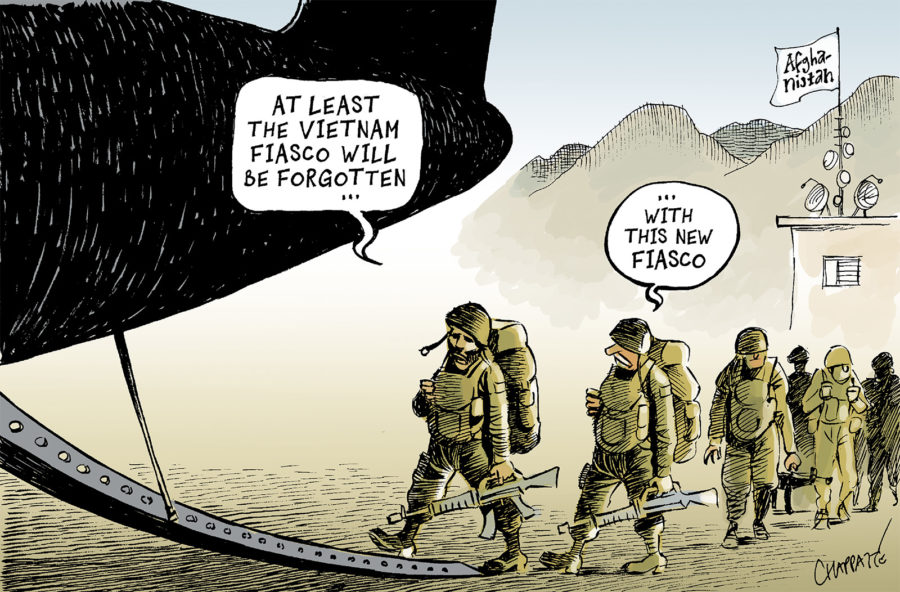 AT LEAST
THE VIETNAM
FIASCO WILL
BE FORGOTTEN
...
...
WITH
THIS NEW
FIASCO
Afgha-
nistan
CHAPPATTE